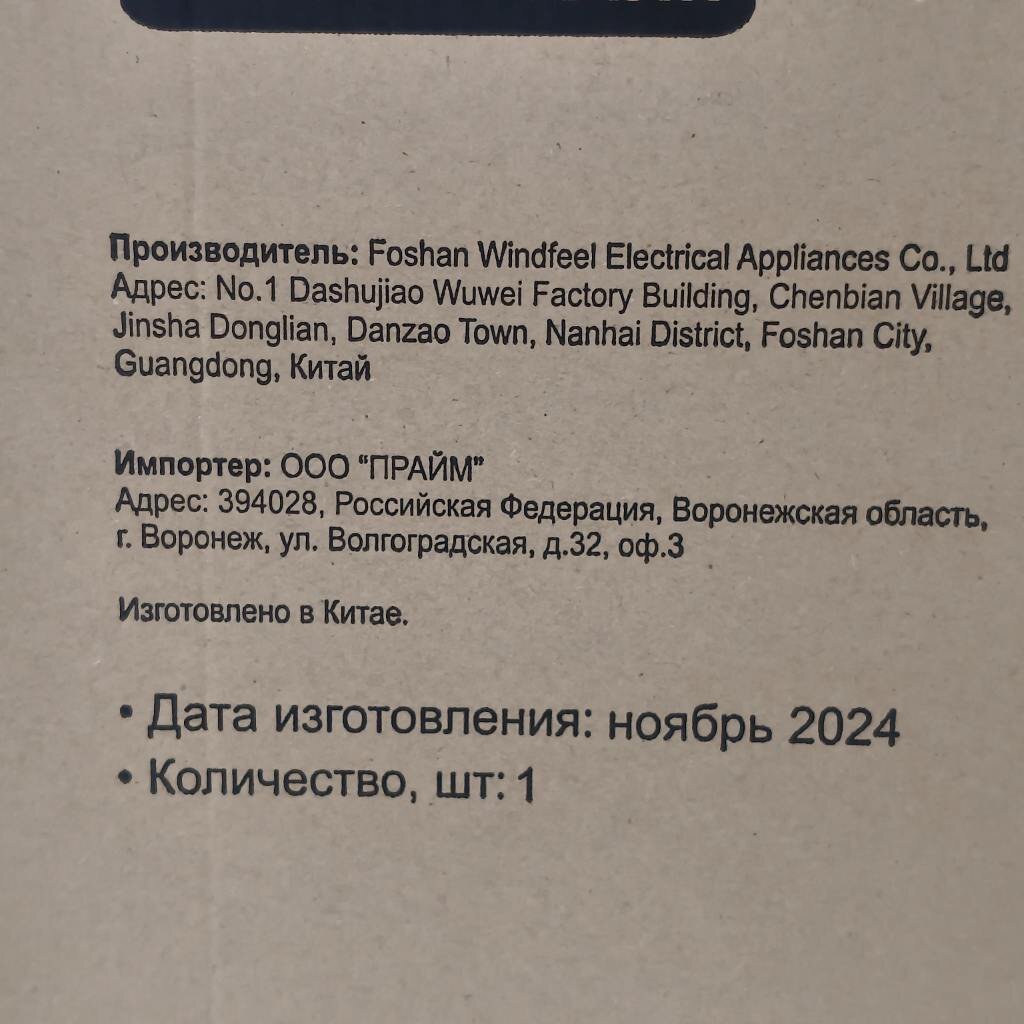 Производитель: Foshan Windfeel Electrical Appliances Co., Ltd
Адрес: No.1 Dashujiao Wuwei Factory Building, Chenbian Village,
Jinsha Donglian, Danzao Town, Nanhai District, Foshan City,
Guangdong, Китай
Импортер: ООО "ПРАЙМ"
Адрес: 394028, Российская Федерация, Воронежская область,
г. Воронеж, ул. Волгоградская, д.32, оф.3
Изготовлено в Китае.
• Дата изготовления: ноябрь 2024
• Количество, шт: 1